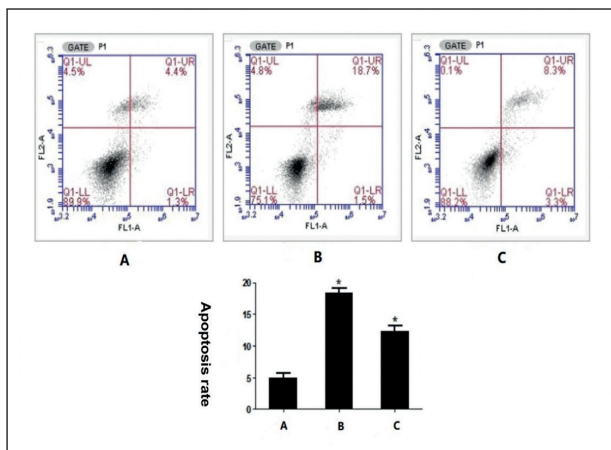 GATE P1
Q1-UL Q1-UR
4.5% 4.4%
Q1-LL Q1-LR
89.9% 1.3%
FL2-A
FL1-A
A
GATE P1
Q1-UL Q1-UR
4.8% 18.7%
Q1-LL Q1-LR
75.1% 1.5%
FL2-A
FL1-A
B
GATE P1
Q1-UL Q1-UR
0.1% 8.3%
Q1-LL Q1-LR
88.2% 3.3%
FL2-A
FL1-A
C
Apoptosis rate
20
15
10
5
0
* *
A B C